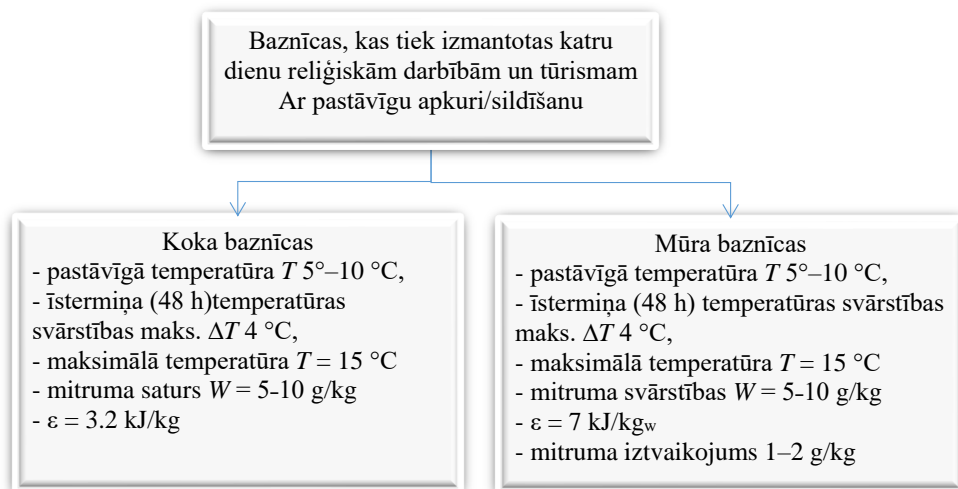 Baznīcas, kas tiek izmantotas katru
dienu reliģiskām darbībām un tūrismam
Ar pastāvīgu apkuri/sildīšanu
Koka baznīcas
- pastāvīgā temperatūra T 5°–10 °C,
- īstermiņa (48 h)temperatūras
svārstības maks. ΔT 4 °C,
- maksimālā temperatūra T = 15 °C
- mitruma saturs W = 5-10 g/kg
- ε = 3.2 kJ/kg
Mūra baznīcas
- pastāvīgā temperatūra T 5°–10 °C,
- īstermiņa (48 h) temperatūras svārstības
maks. ΔT 4 °C,
- maksimālā temperatūra T = 15 °C
- mitruma svārstības W = 5-10 g/kg
- ε = 7 kJ/kgw
- mitruma iztvaikojums 1–2 g/kg